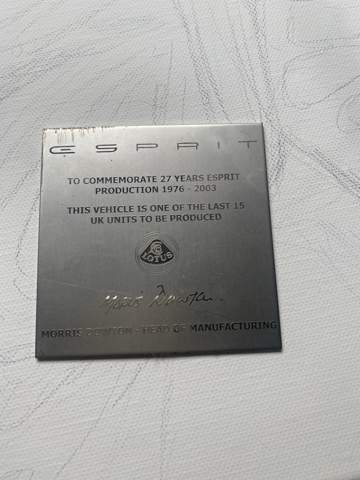 ESPRIT
TO COMMEMORATE 27 YEARS ESPRIT
PRODUCTION 1976 - 2003
THIS VEHICLE IS ONE OF THE LAST 15
UK UNITS TO BE PRODUCED
LOTUS
MORRIS - HEAD OF MANUFACTURING